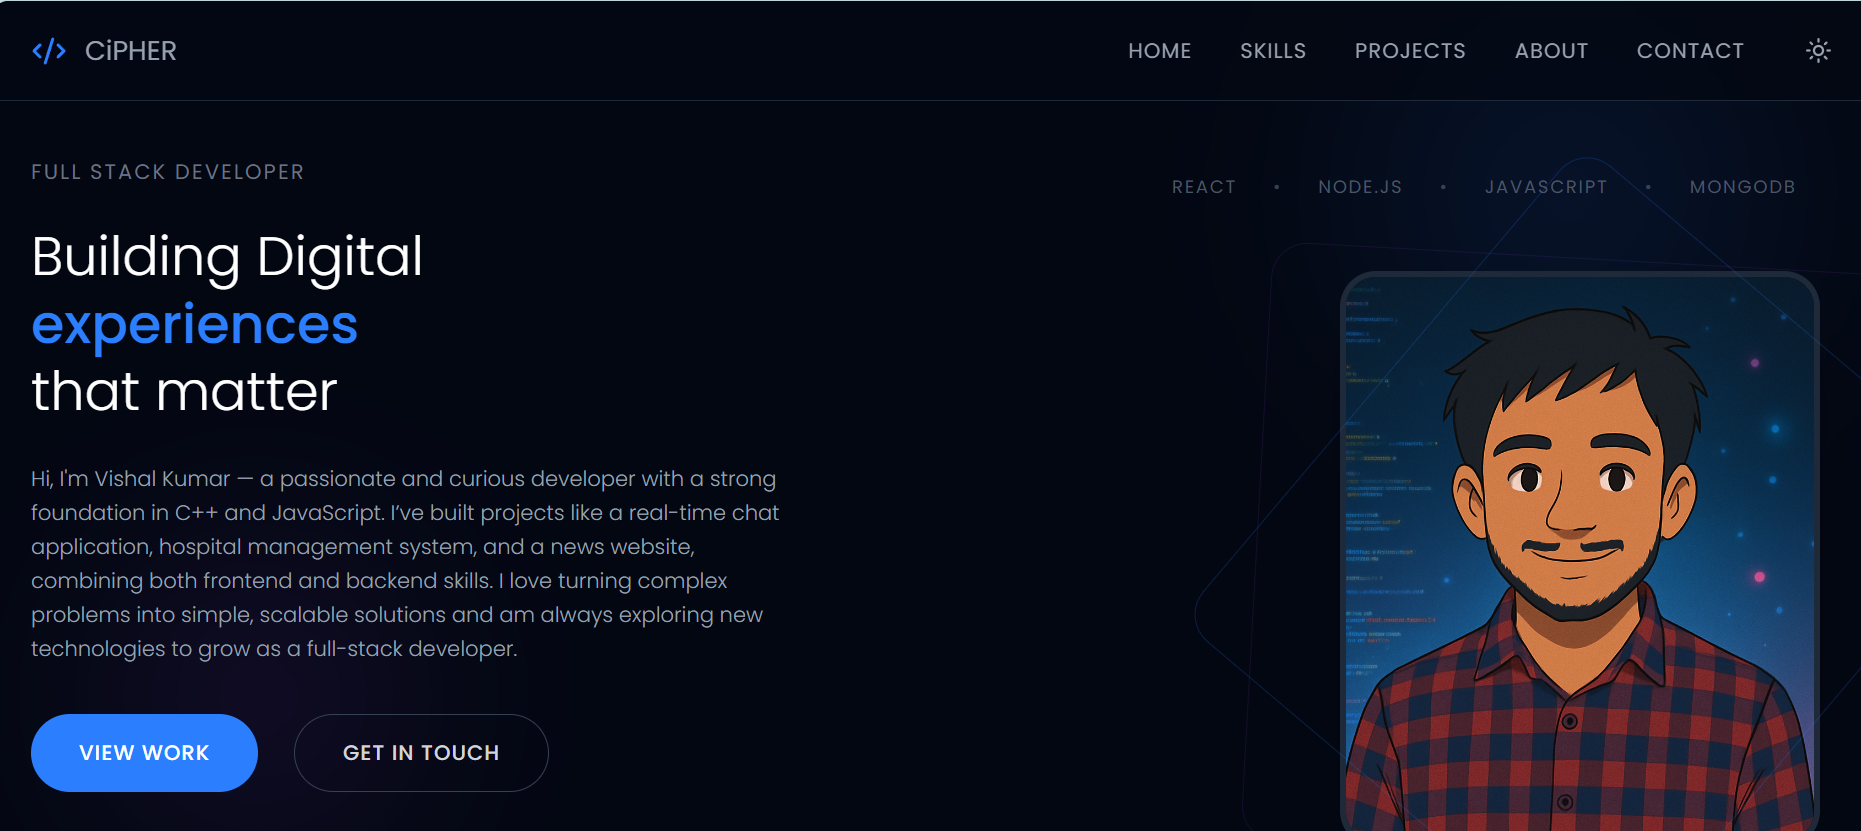 CiPHER
HOME SKILLS PROJECTS ABOUT CONTACT
FULL STACK DEVELOPER
REACT • NODE.JS • JAVASCRIPT • MONGODB
Building Digital
experiences
that matter
Hi, I'm Vishal Kumar — a passionate and curious developer with a strong
foundation in C++ and JavaScript. I’ve built projects like a real-time chat
application, hospital management system, and a news website,
combining both frontend and backend skills. I love turning complex
problems into simple, scalable solutions and am always exploring new
technologies to grow as a full-stack developer.
VIEW WORK
GET IN TOUCH